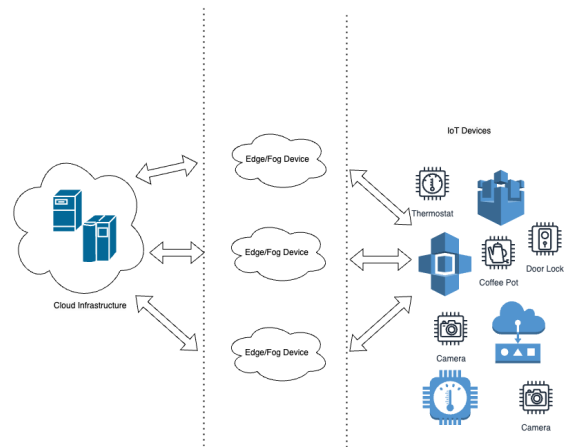 IoT Devices
Edge/Fog Device
Thermostat
Edge/Fog Device
Door Lock
Coffee Pot
Cloud Infrastructure
Edge/Fog Device
Camera
Camera